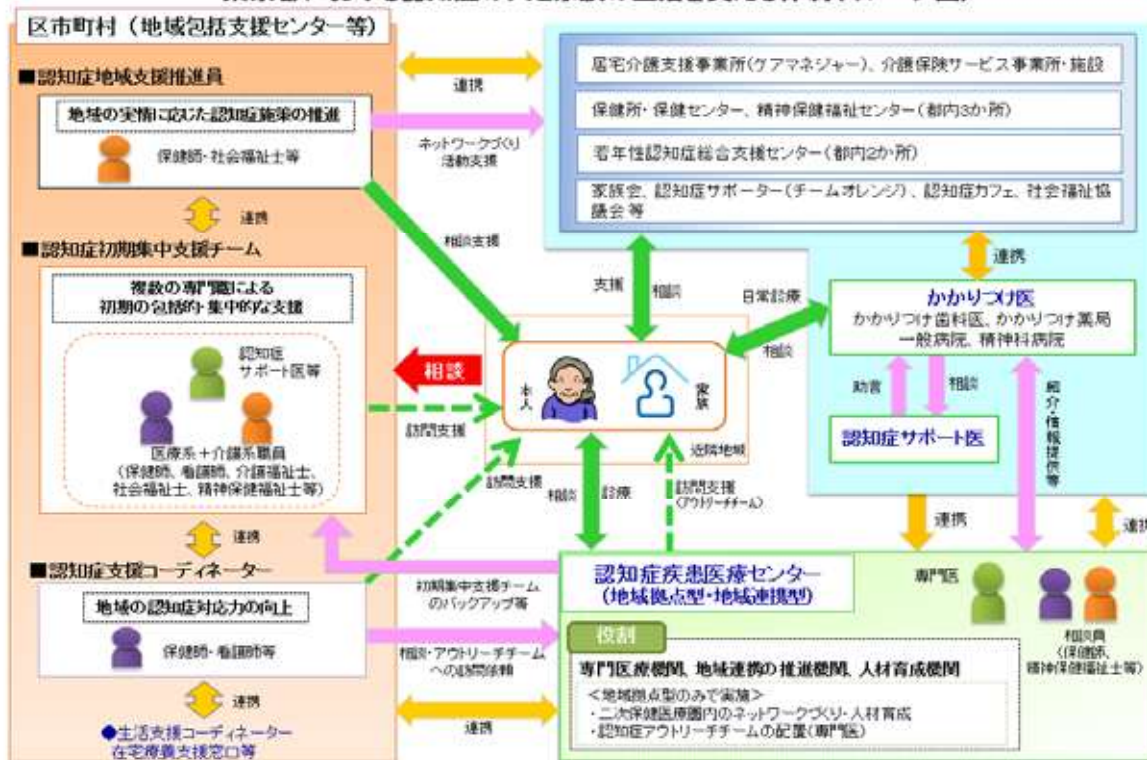 区市町村（地域包括支援センター等）
■認知症地域支援推進員
地域の実情に応じた認知症施策の推進
保健師・社会福祉士等
連携
■認知症初期集中支援チーム
複数の専門職による
初期の包括的・集中的な支援
認知症
サポート医等
医療系＋介護系職員
（保健師、看護師、介護福祉士、
社会福祉士、精神保健福祉士等）
連携
■認知症支援コーディネーター
地域の認知症対応力の向上
保健師・看護師等
連携
●生活支援コーディネーター
在宅療養支援窓口等
連携
ネットワークづくり
活動支援
相談支援
相談
訪問支援
訪問支援
初期集中支援チーム
のバックアップ等
相談・アウトリーチチーム
への訪問依頼
連携
居宅介護支援事業所（ケアマネジャー）、介護保険サービス事業所・施設
保健所・保健センター、精神保健福祉センター（都内3か所）
若年性認知症総合支援センター（都内2か所）
家族会、認知症サポーター（チームオレンジ）、認知症カフェ、社会福祉協
議会等
支援
相談
日常診療
相談
本人
家族
近隣地域
相談
診療
訪問支援
（アウトリーチチーム）
連携
かかりつけ医
かかりつけ歯科医、かかりつけ薬局
一般病院、精神科病院
助言
相談
認知症サポート医
紹介・情報提供等
連携
連携
認知症疾患医療センター
（地域拠点型・地域連携型）
専門医
相談員
（保健師、
精神保健福祉士等）
役割
専門医療機関、地域連携の推進機関、人材育成機関
＜地域拠点型のみで実施＞
・二次保健医療圏内のネットワークづくり・人材育成
・認知症アウトリーチチームの配置（専門医）